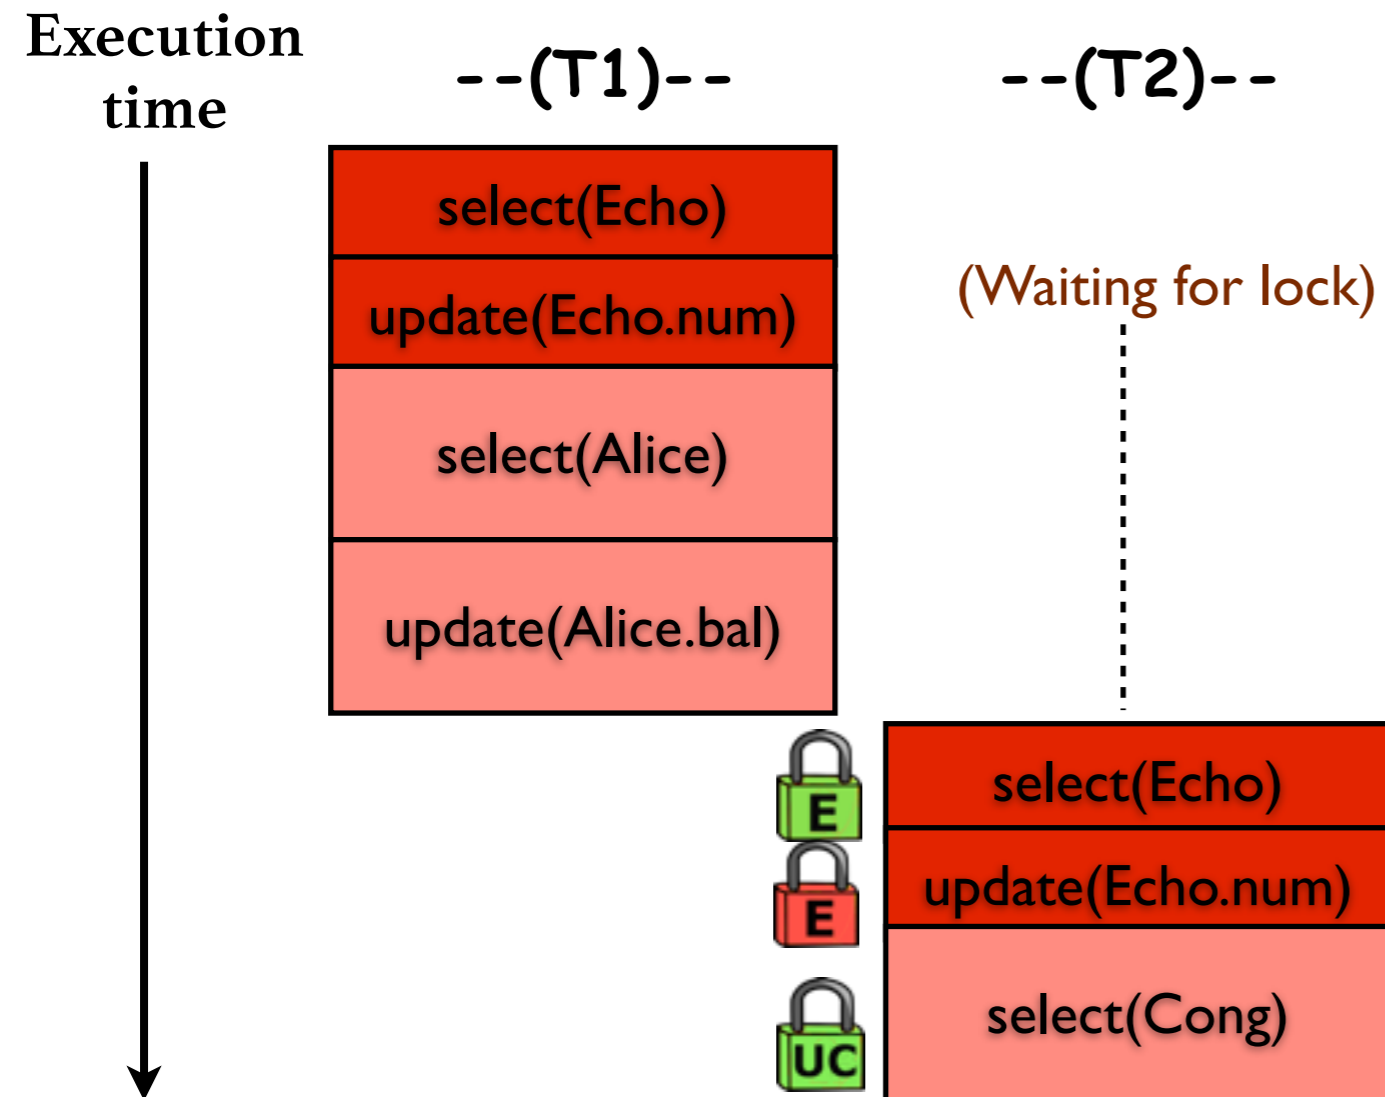 Execution
time
--(T1)--
--(T2)--
select(Echo)
(Waiting for lock)
update(Echo.num)
select(Alice)
update(Alice.bal)
E
select(Echo)
E
update(Echo.num)
UC
select(Cong)